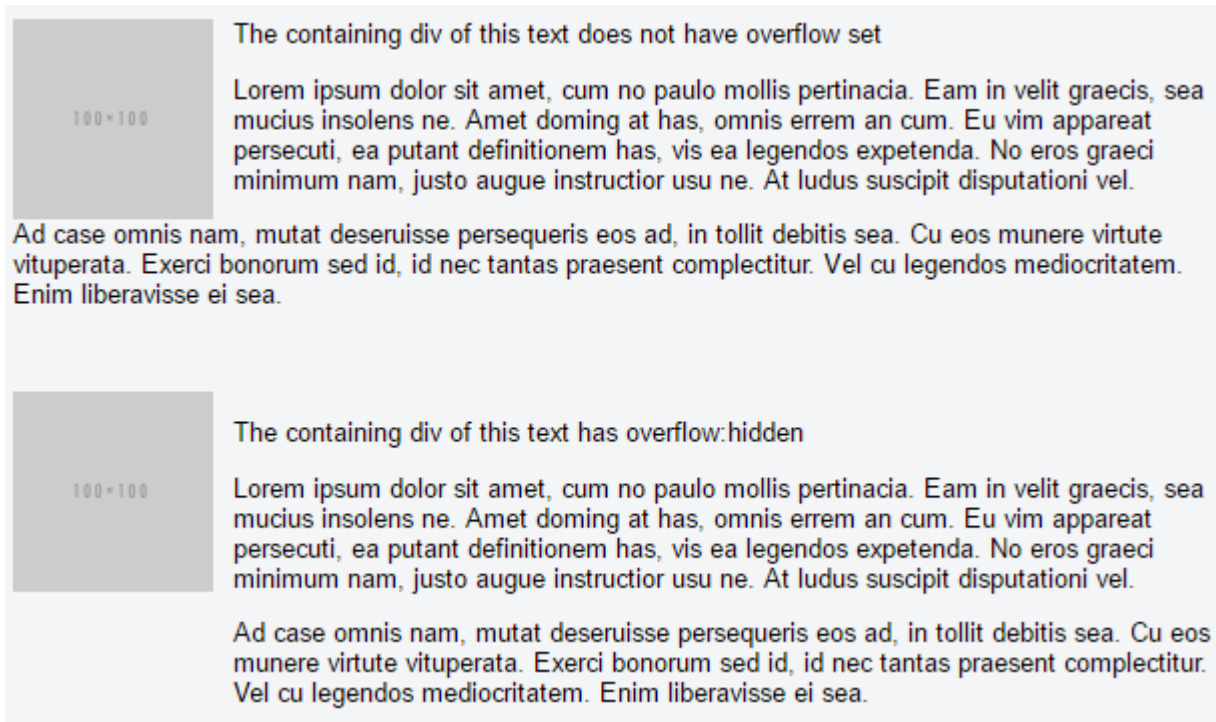 100×100
The containing div of this text does not have overflow set
Lorem ipsum dolor sit amet, cum no paulo mollis pertinacia. Eam in velit graecis, sea
mucius insolens ne. Amet doming at has, omnis errem an cum. Eu vim appareat
persecuti, ea putant definitionem has, vis ea legendos expetenda. No eros graeci
minimum nam, justo augue instructior usu ne. At ludus suscipit disputationi vel.
Ad case omnis nam, mutat deseruisse persequeris eos ad, in tollit debitis sea. Cu eos munere virtute
vituperata. Exerci bonorum sed id, id nec tantas praesent complectitur. Vel cu legendos mediocritatem.
Enim liberavisse ei sea.
100×100
The containing div of this text has overflow:hidden
Lorem ipsum dolor sit amet, cum no paulo mollis pertinacia. Eam in velit graecis, sea
mucius insolens ne. Amet doming at has, omnis errem an cum. Eu vim appareat
persecuti, ea putant definitionem has, vis ea legendos expetenda. No eros graeci
minimum nam, justo augue instructior usu ne. At ludus suscipit disputationi vel.
Ad case omnis nam, mutat deseruisse persequeris eos ad, in tollit debitis sea. Cu eos
munere virtute vituperata. Exerci bonorum sed id, id nec tantas praesent complectitur.
Vel cu legendos mediocritatem. Enim liberavisse ei sea.